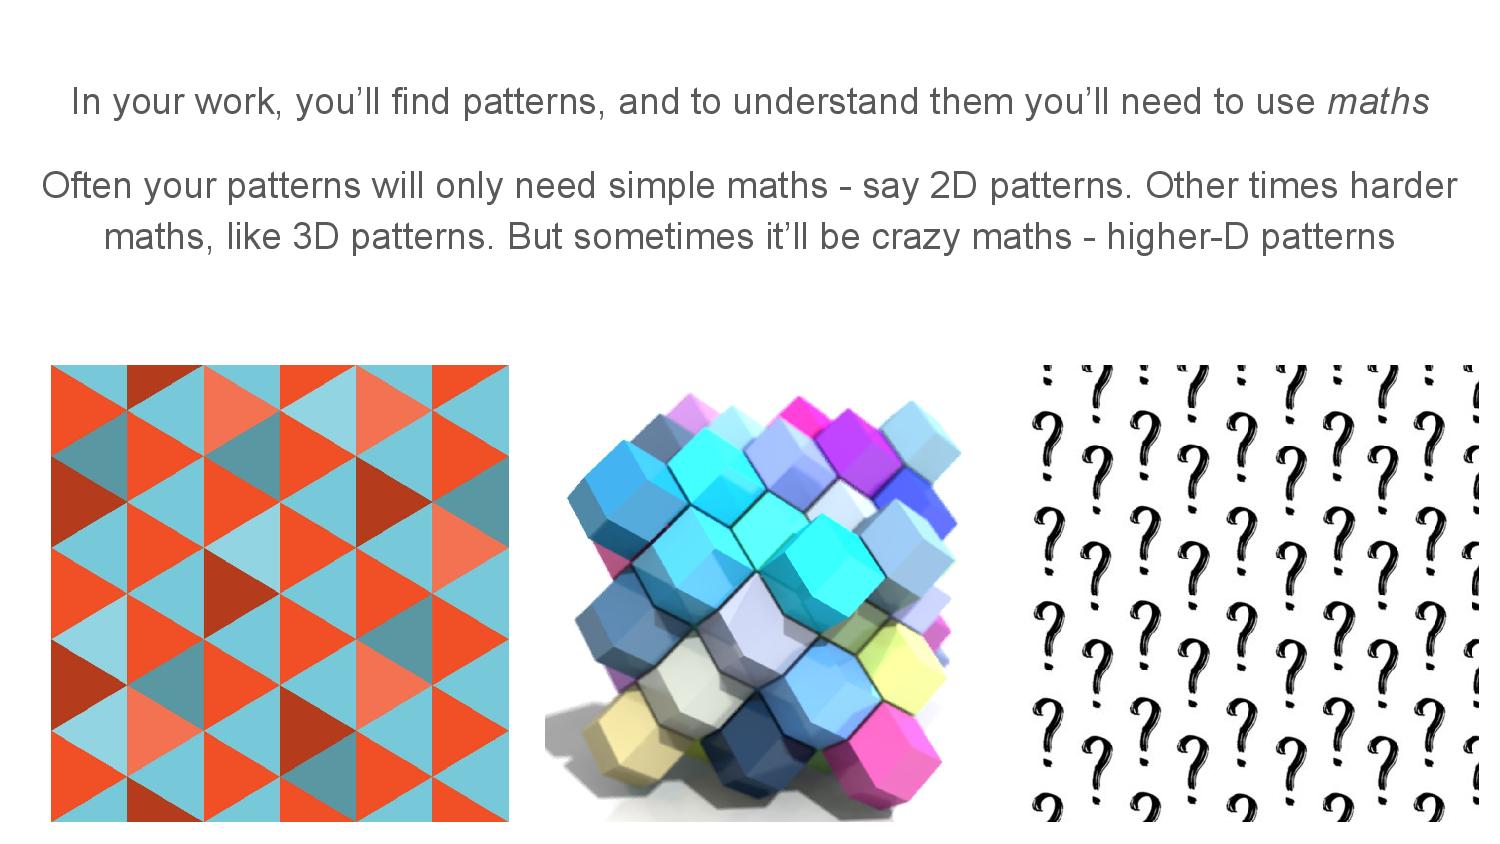 In your work, you’ll find patterns, and to understand them you’ll need to use maths
Often your patterns will only need simple maths - say 2D patterns. Other times harder
maths, like 3D patterns. But sometimes it’ll be crazy maths - higher-D patterns